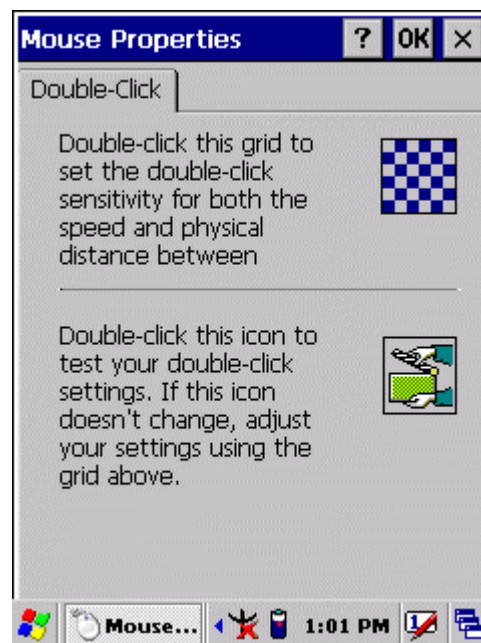 Mouse Properties ? OK ×
Double-Click
Double-click this grid to
set the double-click
sensitivity for both the
speed and physical
distance between
Double-click this icon to
test your double-click
settings. If this icon
doesn't change, adjust
your settings using the
grid above.
Mouse... 1:01 PM